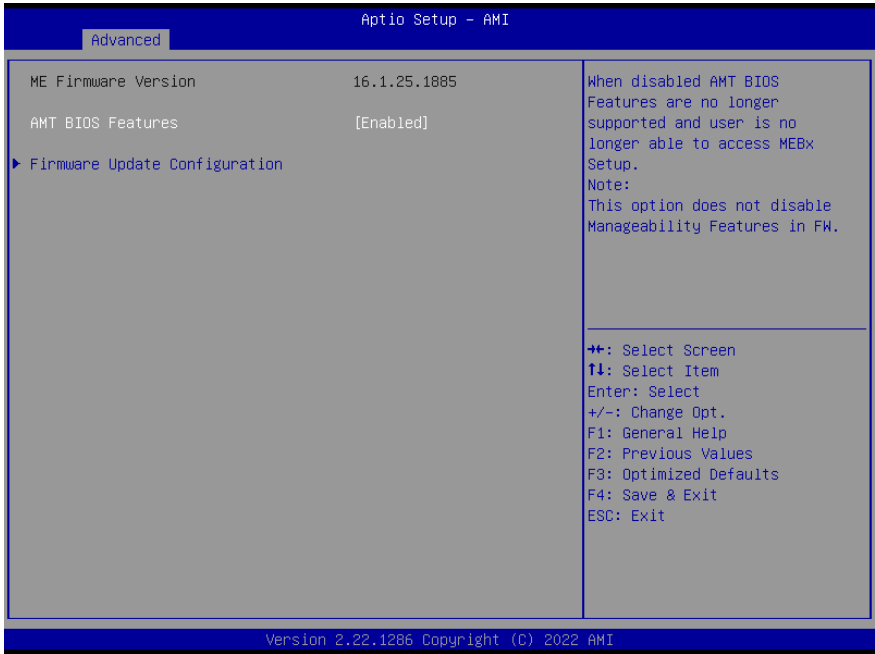 Aptio Setup – AMI
Advanced
ME Firmware Version 16.1.25.1885
AMT BIOS Features [Enabled]
Firmware Update Configuration
When disabled AMT BIOS
Features are no longer
supported and user is no
longer able to access MEBx
Setup.
Note:
This option does not disable
Manageability Features in FW.
→←: Select Screen
↑↓: Select Item
Enter: Select
+/-: Change Opt.
F1: General Help
F2: Previous Values
F3: Optimized Defaults
F4: Save & Exit
ESC: Exit
Version 2.22.1286 Copyright (C) 2022 AMI